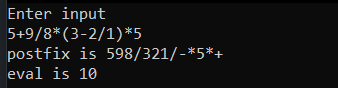 Enter input
5+9/8*(3-2/1)*5
postfix is 598/321/-*5*+
eval is 10